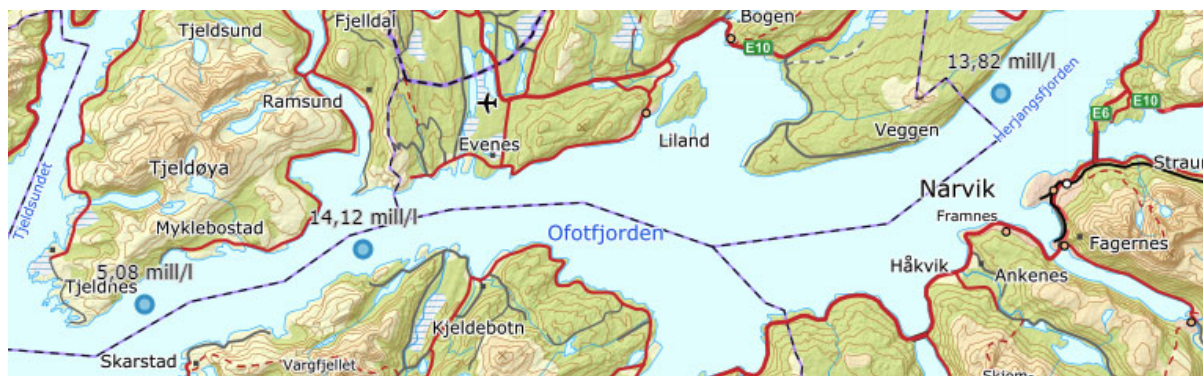 Tjeldsund
Fjelldal
Bogen
E10
13,82 mill/l
Ramsund
E6
E10
Liland
Veggen
Herjangsfjorden
Evenes
Tjeldøya
Straum
Tjeldsundet
Narvik
14,12 mill/l
Myklebostad
Ofotfjorden
Framnes
Fagernes
5,08 mill/l
Tjeldnes
Håkvik
Ankenes
Kjeldebotn
Skarstad
Vargfjellet